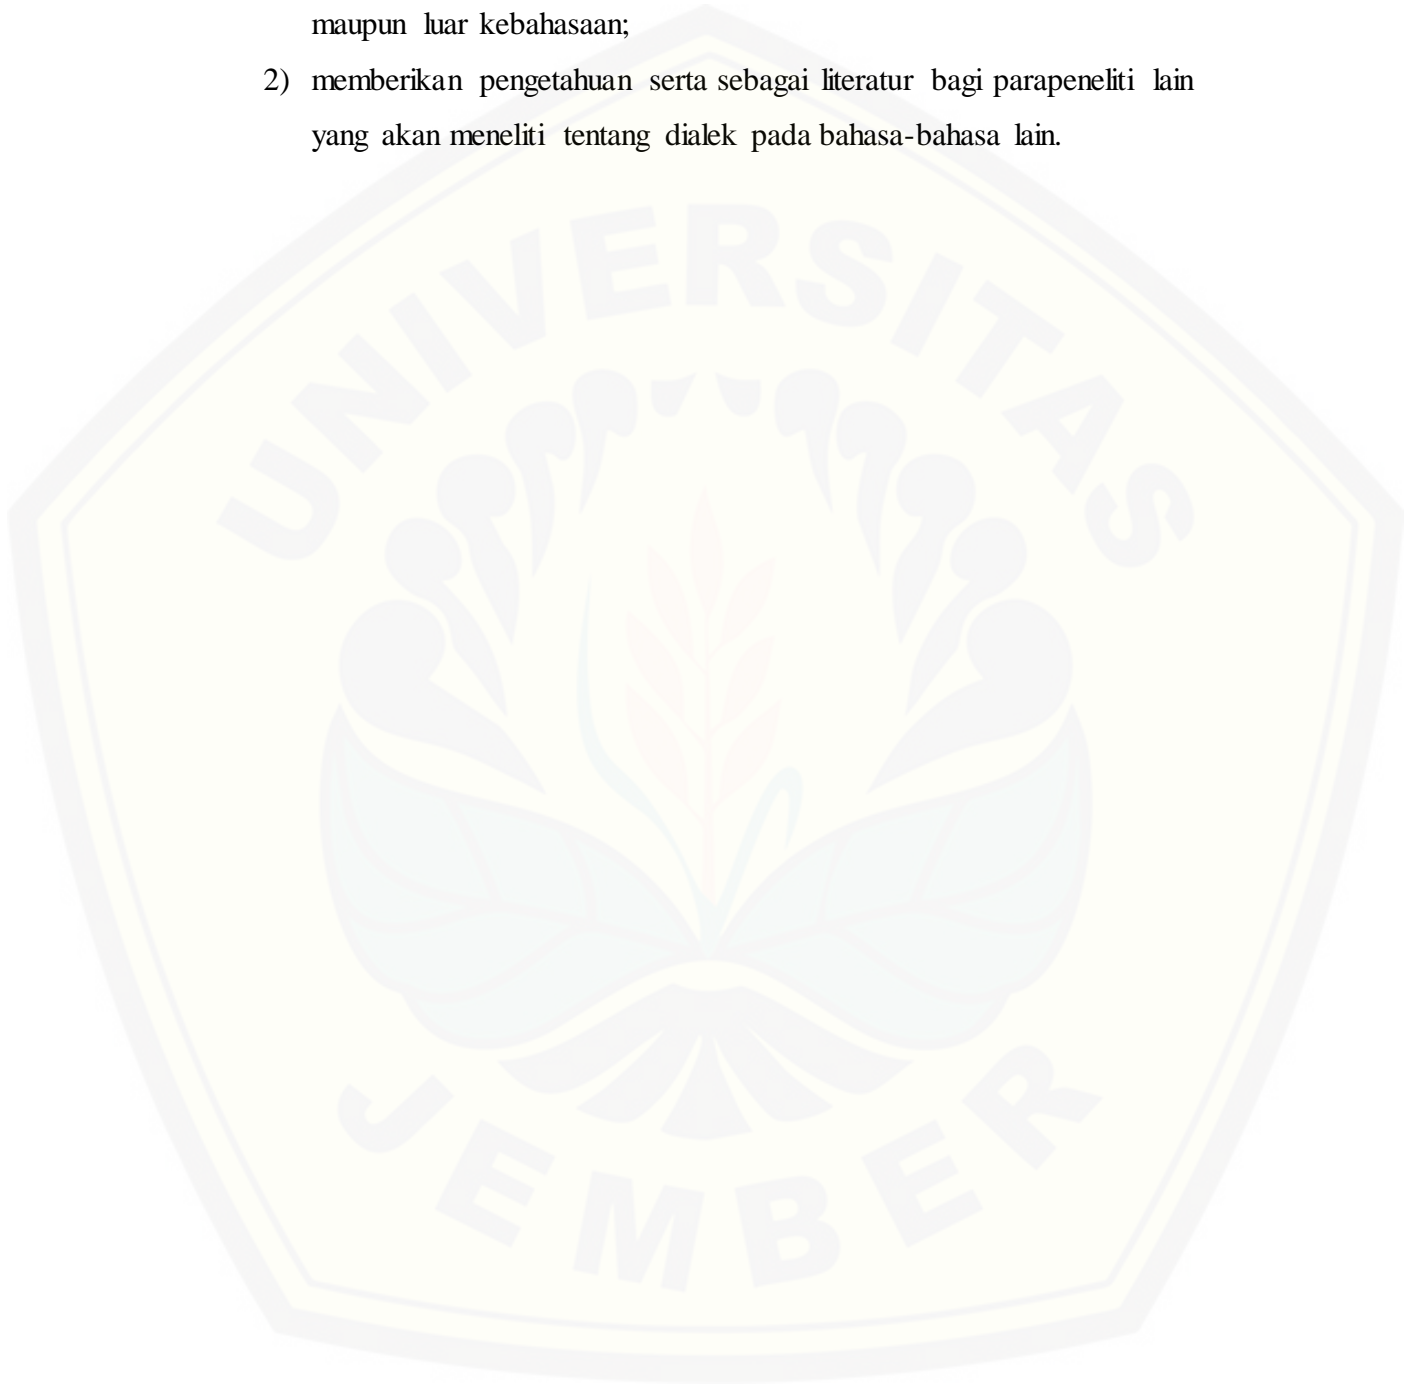 maupun luar kebahasaan;
2) memberikan pengetahuan serta sebagai literatur bagi parapeneliti lain
yang akan meneliti tentang dialek pada bahasa-bahasa lain.
UNIVERSITAS
JEMBER